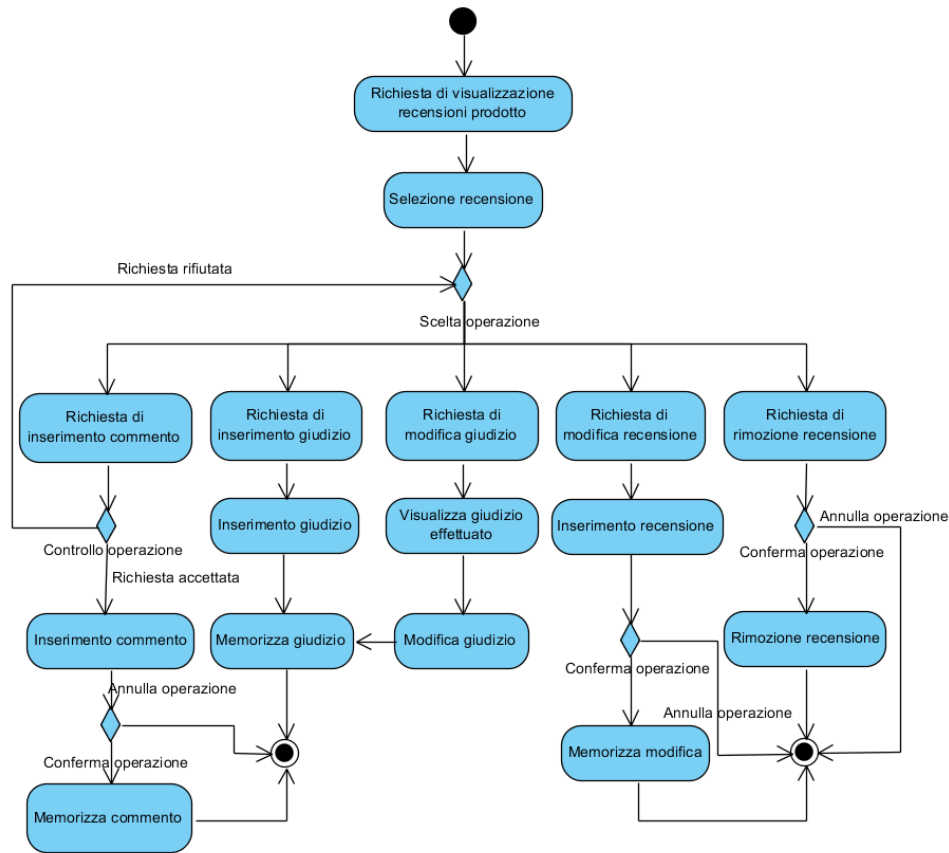 Richiesta di visualizzazione
recensioni prodotto
Selezione recensione
Richiesta rifiutata
Scelta operazione
Richiesta di
inserimento commento
Richiesta di
inserimento giudizio
Richiesta di
modifica giudizio
Richiesta di
modifica recensione
Richiesta di
rimozione recensione
Controllo operazione
Richiesta accettata
Inserimento giudizio
Visualizza giudizio
effettuato
Inserimento recensione
Annulla operazione
Conferma operazione
Inserimento commento
Memorizza giudizio
Modifica giudizio
Conferma operazione
Rimozione recensione
Annulla operazione
Annulla operazione
Conferma operazione
Memorizza modifica
Memorizza commento